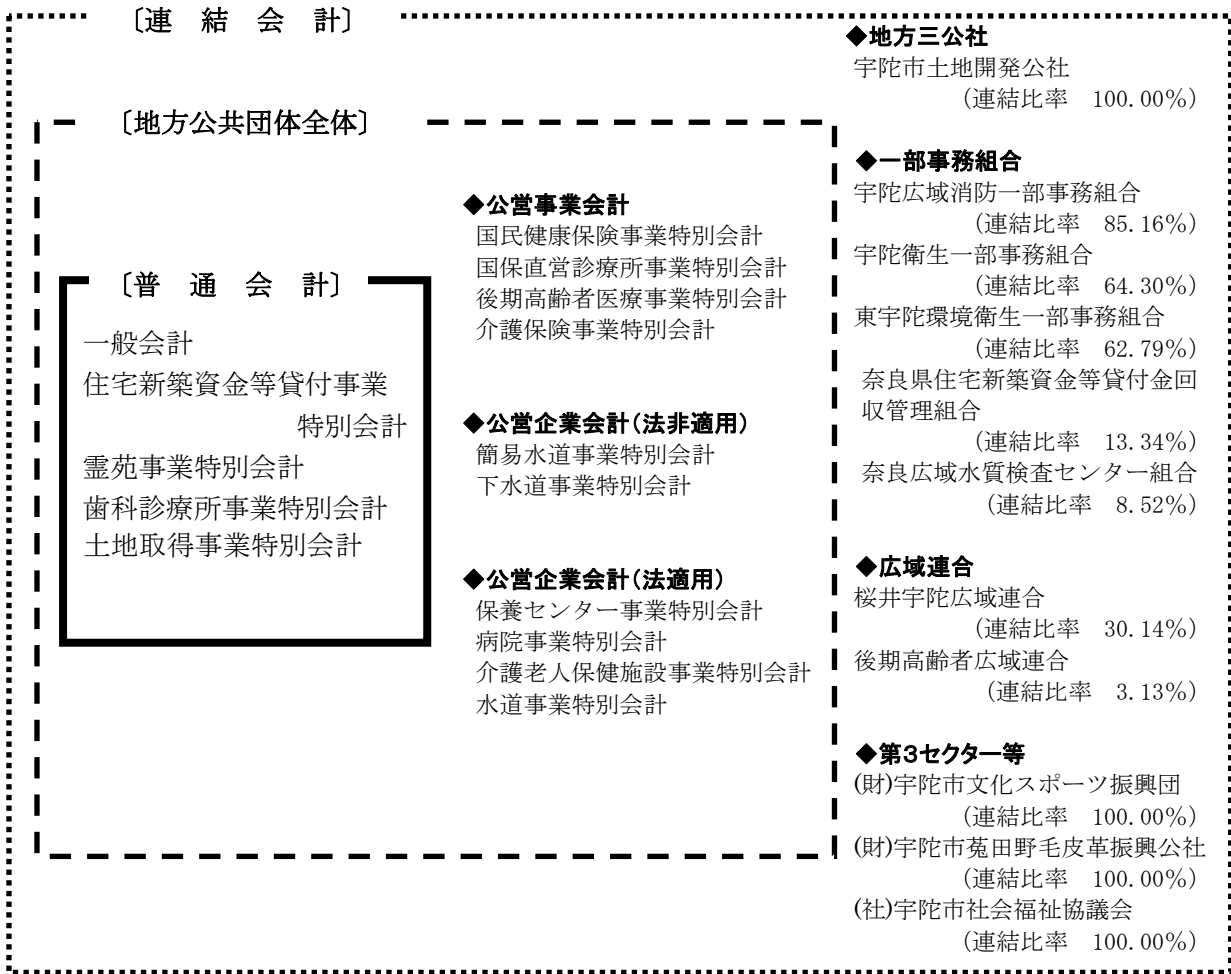 〔連　結　会　計〕
〔地方公共団体全体〕
〔普　通　会　計〕
一般会計
住宅新築資金等貸付事業
特別会計
霊苑事業特別会計
歯科診療所事業特別会計
土地取得事業特別会計
◆公営事業会計
国民健康保険事業特別会計
国保直営診療所事業特別会計
後期高齢者医療事業特別会計
介護保険事業特別会計
◆公営企業会計（法非適用）
簡易水道事業特別会計
下水道事業特別会計
◆公営企業会計（法適用）
保養センター事業特別会計
病院事業特別会計
介護老人保健施設事業特別会計
水道事業特別会計
◆地方三公社
宇陀市土地開発公社
（連結比率　100.00％）
◆一部事務組合
宇陀広域消防一部事務組合
（連結比率　85.16％）
宇陀衛生一部事務組合
（連結比率　64.30％）
東宇陀環境衛生一部事務組合
（連結比率　62.79％）
奈良県住宅新築資金等貸付金回
収管理組合
（連結比率　13.34％）
奈良広域水質検査センター組合
（連結比率　8.52％）
◆広域連合
桜井宇陀広域連合
（連結比率　30.14％）
後期高齢者広域連合
（連結比率　3.13％）
◆第３セクター等
(財)宇陀市文化スポーツ振興団
（連結比率　100.00％）
(財)宇陀市菟田野毛皮革振興公社
（連結比率　100.00％）
(社)宇陀市社会福祉協議会
（連結比率　100.00％）